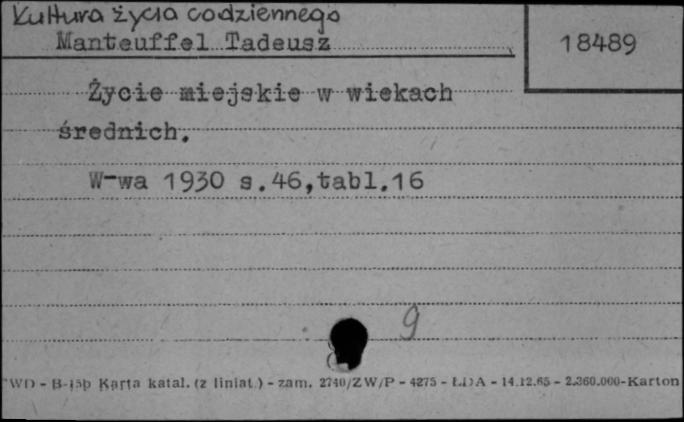 Kultura życia codziennego
Manteuffel Tadeusz
18489
Życie miejskie w wiekach
średnich.
W-wa 1930 s.46,tabl.16
9
WD - B-15b Karta katal. (z liniat.) - zam. 2740/ZW/P - 4275 - ŁDA - 14.12.65 - 2.360.000-Karton